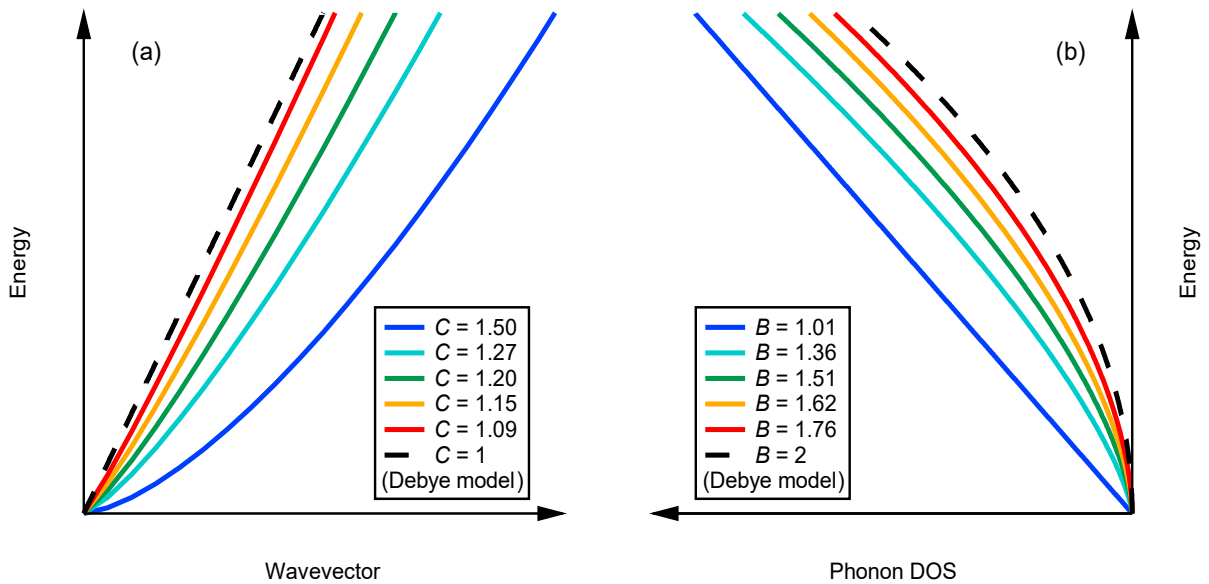 (a)
Energy
C = 1.50
C = 1.27
C = 1.20
C = 1.15
C = 1.09
C = 1
(Debye model)
Wavevector
(b)
Energy
B = 1.01
B = 1.36
B = 1.51
B = 1.62
B = 1.76
B = 2
(Debye model)
Phonon DOS